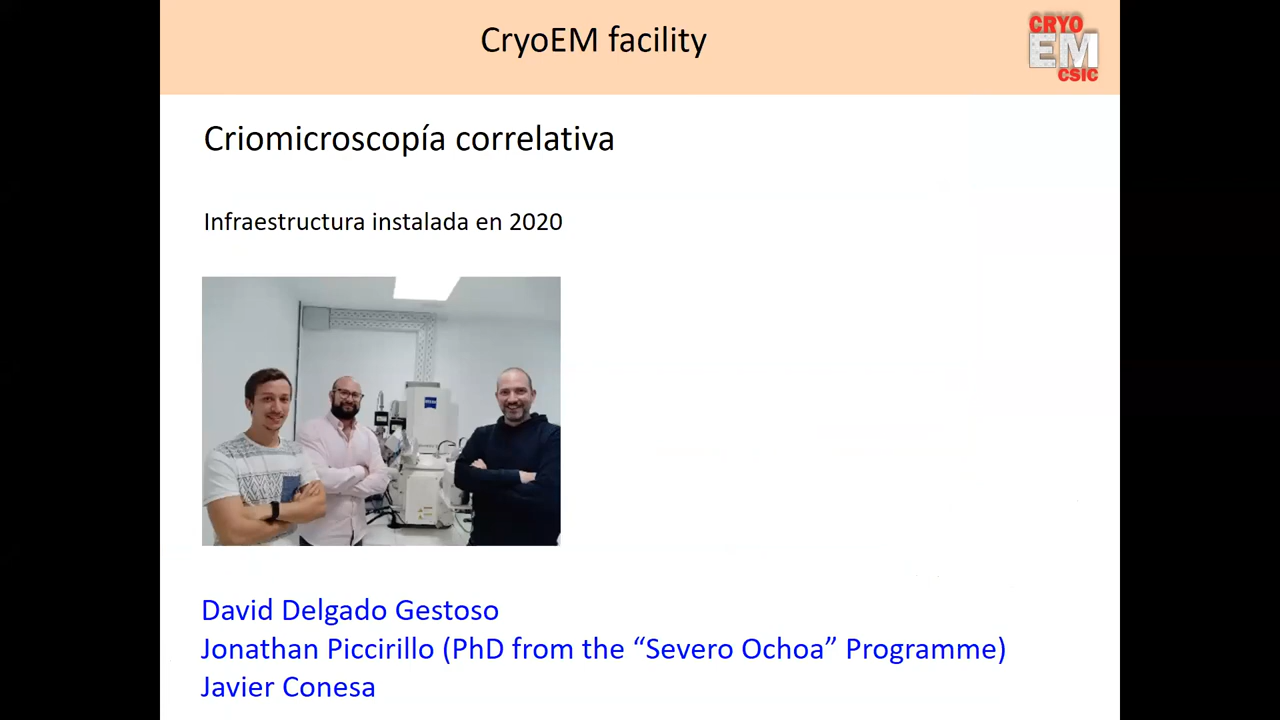 CryoEM facility
CRYO
EM
CSIC
Criomicroscopía correlativa
Infraestructura instalada en 2020
David Delgado Gestoso
Jonathan Piccirillo (PhD from the “Severo Ochoa” Programme)
Javier Conesa